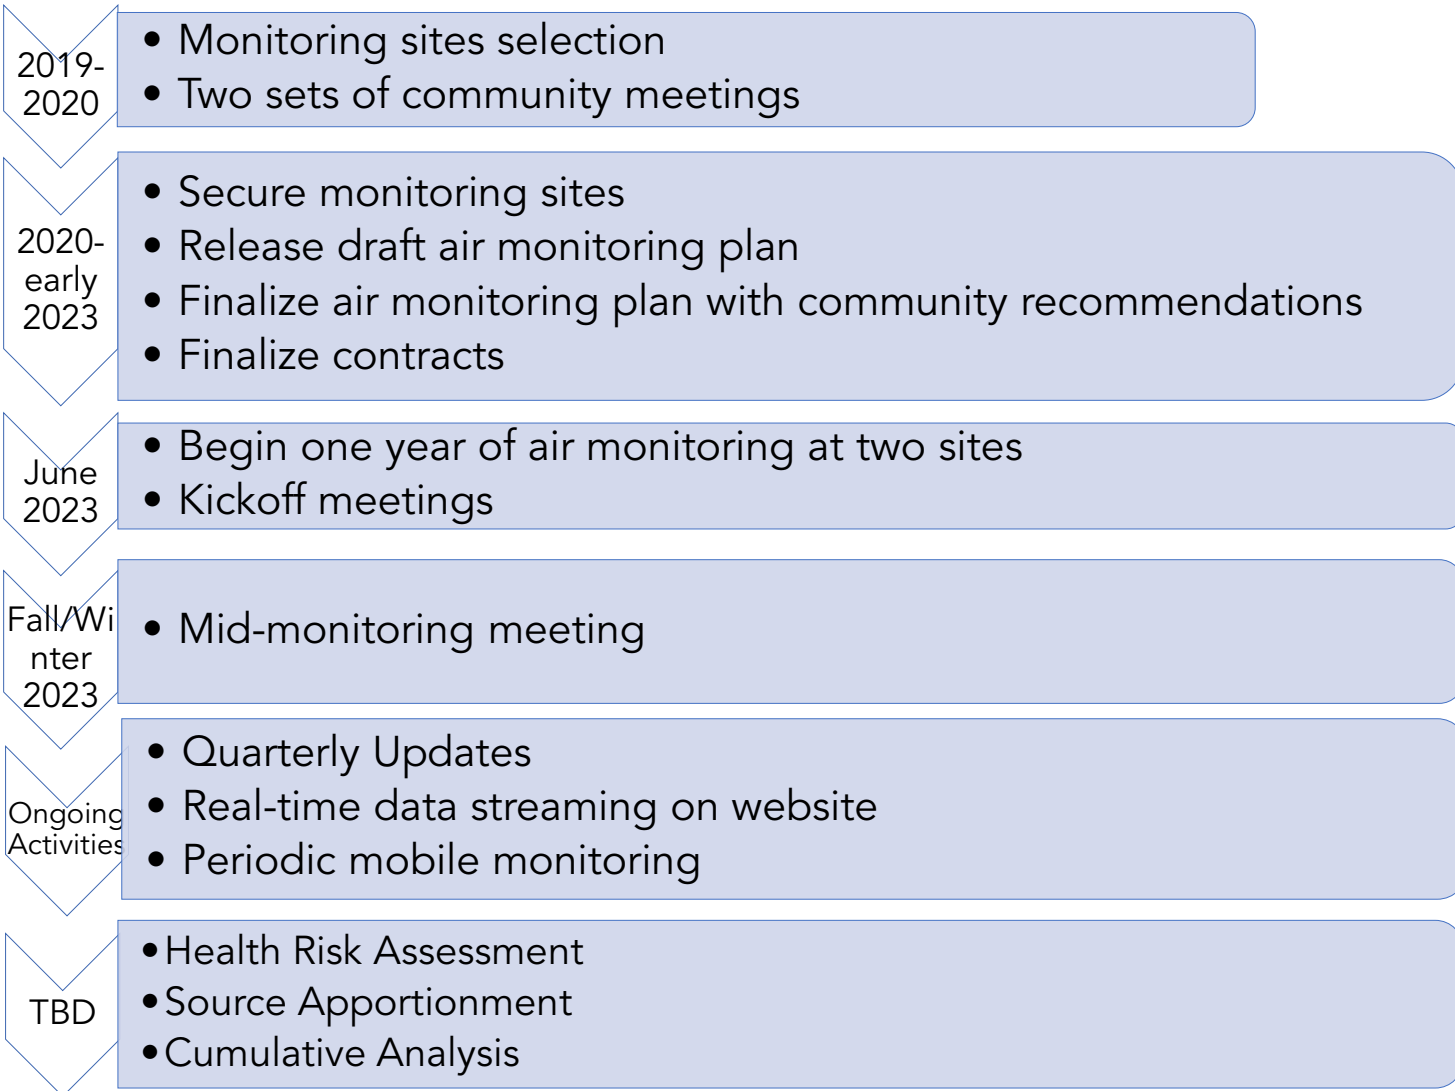 2019-
2020
• Monitoring sites selection
• Two sets of community meetings
2020-
early
2023
• Secure monitoring sites
• Release draft air monitoring plan
• Finalize air monitoring plan with community recommendations
• Finalize contracts
June
2023
• Begin one year of air monitoring at two sites
• Kickoff meetings
Fall/Wi
nter
2023
• Mid-monitoring meeting
Ongoing
Activities
• Quarterly Updates
• Real-time data streaming on website
• Periodic mobile monitoring
TBD
• Health Risk Assessment
• Source Apportionment
• Cumulative Analysis